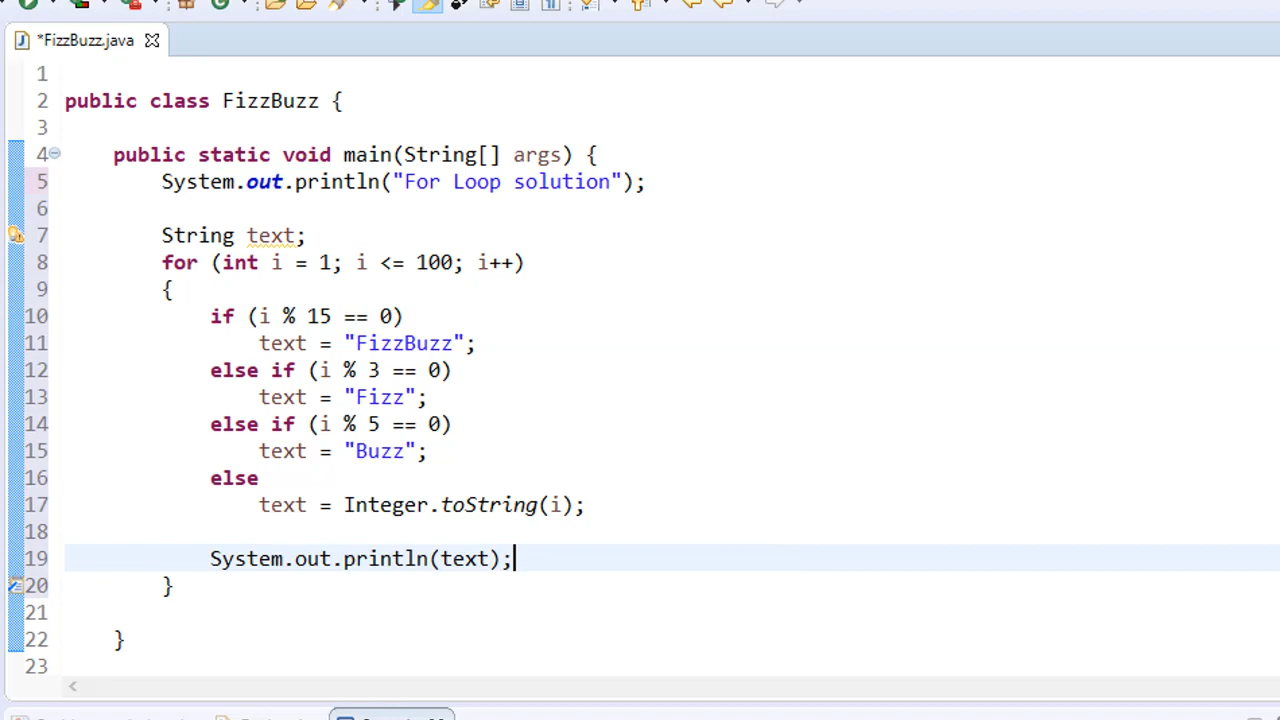 *FizzBuzz.java
1
2 public class FizzBuzz {
3
4 public static void main(String[] args) {
5 System.out.println("For Loop solution");
6
7 String text;
8 for (int i = 1; i <= 100; i++)
9 {
10 if (i % 15 == 0)
11 text = "FizzBuzz";
12 else if (i % 3 == 0)
13 text = "Fizz";
14 else if (i % 5 == 0)
15 text = "Buzz";
16 else
17 text = Integer.toString(i);
18
19 System.out.println(text);
20 }
21
22 }
23